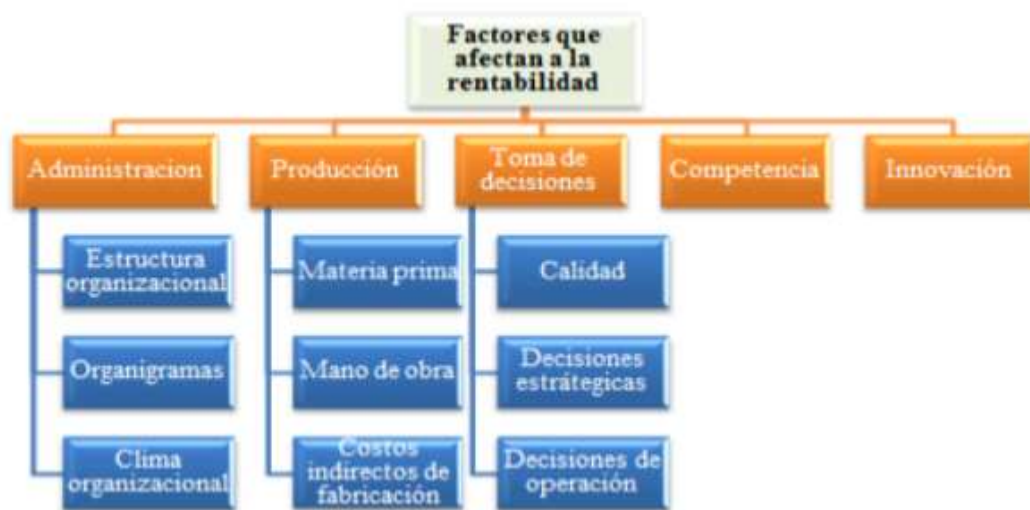 Factores que
afectan a la
rentabilidad
Administracion
Producción
Toma de
decisiones
Competencia
Innovación
Estructura
organizacional
Materia prima
Calidad
Organigramas
Mano de obra
Decisiones
estrátegicas
Clima
organizacional
Costos
indirectos de
fabricación
Decisiones de
operación